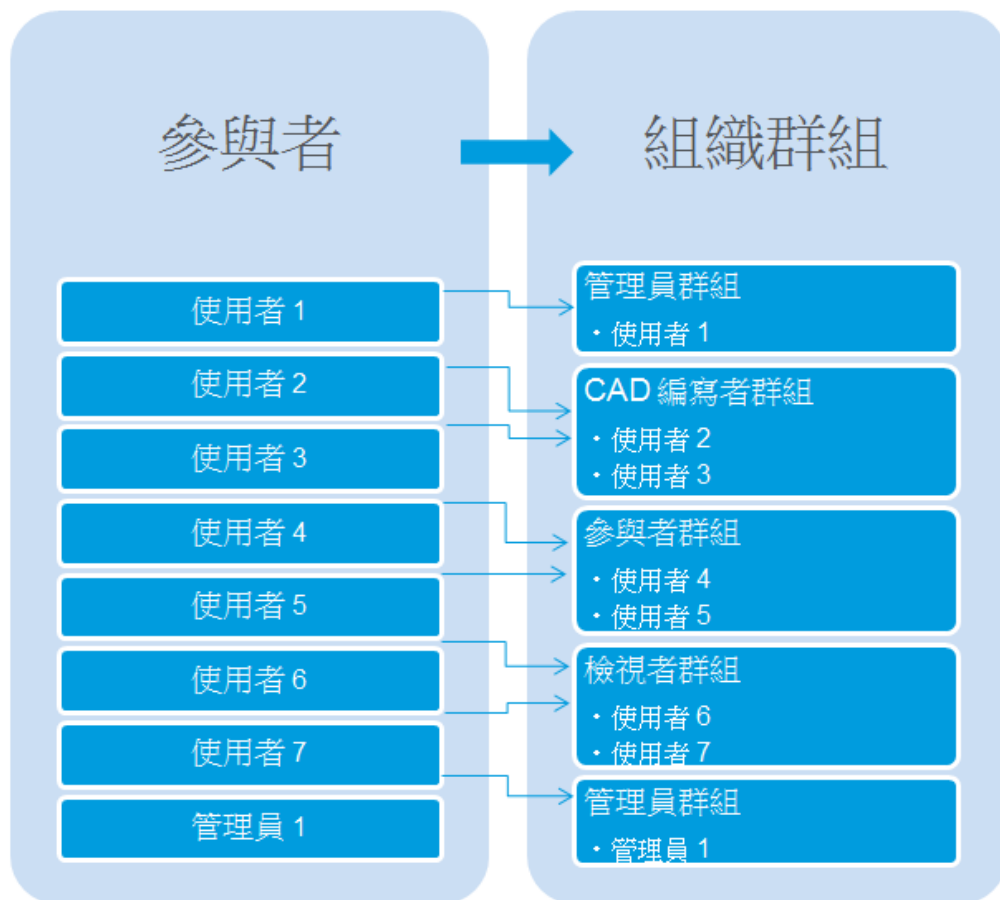 參與者
使用者 1
使用者 2
使用者 3
使用者 4
使用者 5
使用者 6
使用者 7
管理員 1
組織群組
管理員群組
・使用者 1
CAD 編寫者群組
・使用者 2
・使用者 3
參與者群組
・使用者 4
・使用者 5
檢視者群組
・使用者 6
・使用者 7
管理員群組
・管理員 1